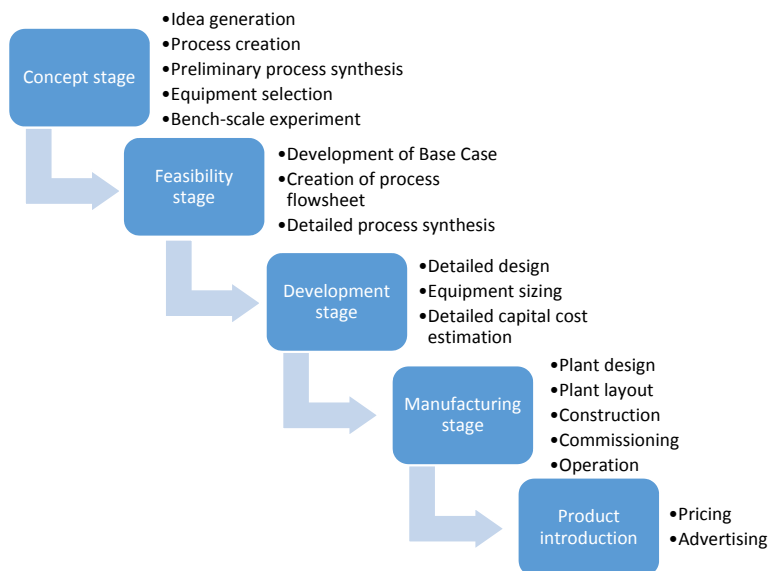 Concept stage
•Idea generation
•Process creation
•Preliminary process synthesis
•Equipment selection
•Bench-scale experiment
Feasibility
stage
•Development of Base Case
•Creation of process
flowsheet
•Detailed process synthesis
Development
stage
•Detailed design
•Equipment sizing
•Detailed capital cost
estimation
Manufacturing
stage
•Plant design
•Plant layout
•Construction
•Commissioning
•Operation
Product
introduction
•Pricing
•Advertising